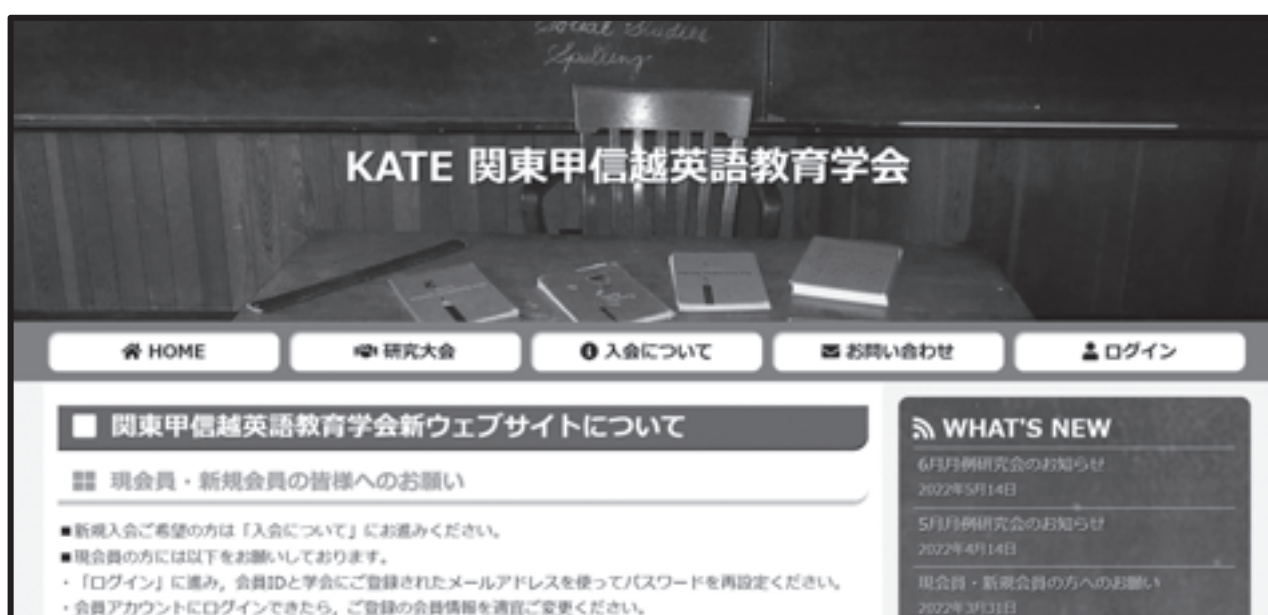 Social Studies
Spelling
KATE 関東甲信越英語教育学会
HOME
研究大会
入会について
お問い合わせ
ログイン
関東甲信越英語教育学会新ウェブサイトについて
現会員・新規会員の皆様へのお願い
■新規入会ご希望の方は「入会について」にお進みください。
■現会員の方には以下をお願いしております。
・「ログイン」に進み，会員IDと学会にご登録されたメールアドレスを使ってパスワードを再設定ください。
・会員アカウントにログインできたら，ご登録の会員情報を適宜ご変更ください。
WHAT'S NEW
6月月例研究会のお知らせ
2022年5月14日
5月月例研究会のお知らせ
2022年4月14日
現会員・新規会員の方へのお願い
2022年3月31日